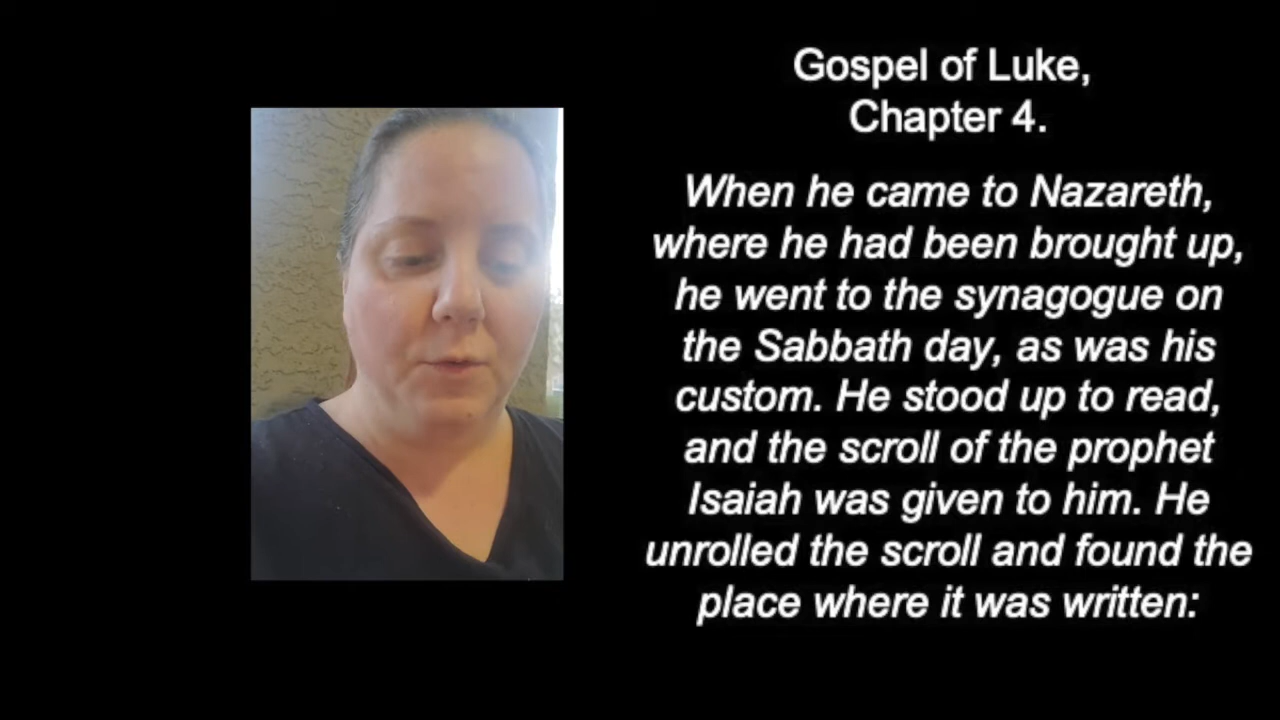 Gospel of Luke,
Chapter 4.
When he came to Nazareth,
where he had been brought up,
he went to the synagogue on
the Sabbath day, as was his
custom. He stood up to read,
and the scroll of the prophet
Isaiah was given to him. He
unrolled the scroll and found the
place where it was written: